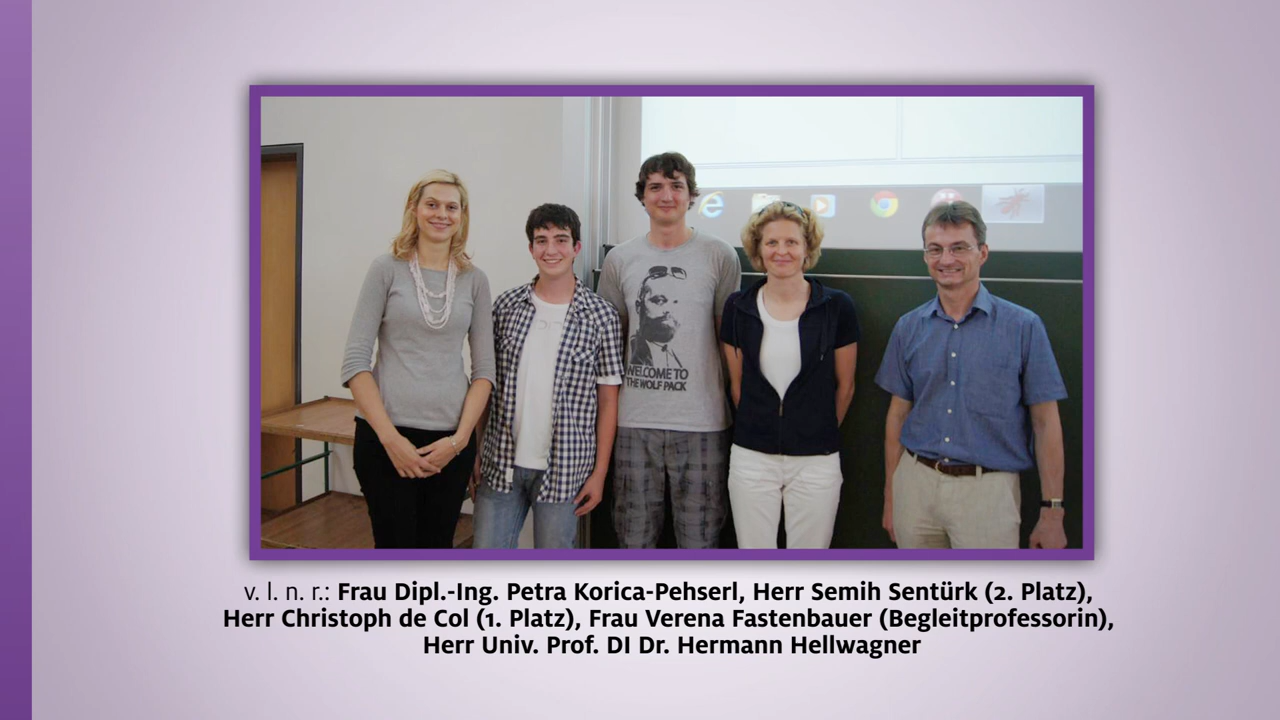 WELCOME TO
THE WOLF PACK
v. l. n. r.: Frau Dipl.-Ing. Petra Korica-Pehserl, Herr Semih Sentürk (2. Platz),
Herr Christoph de Col (1. Platz), Frau Verena Fastenbauer (Begleitprofessorin),
Herr Univ. Prof. DI Dr. Hermann Hellwagner